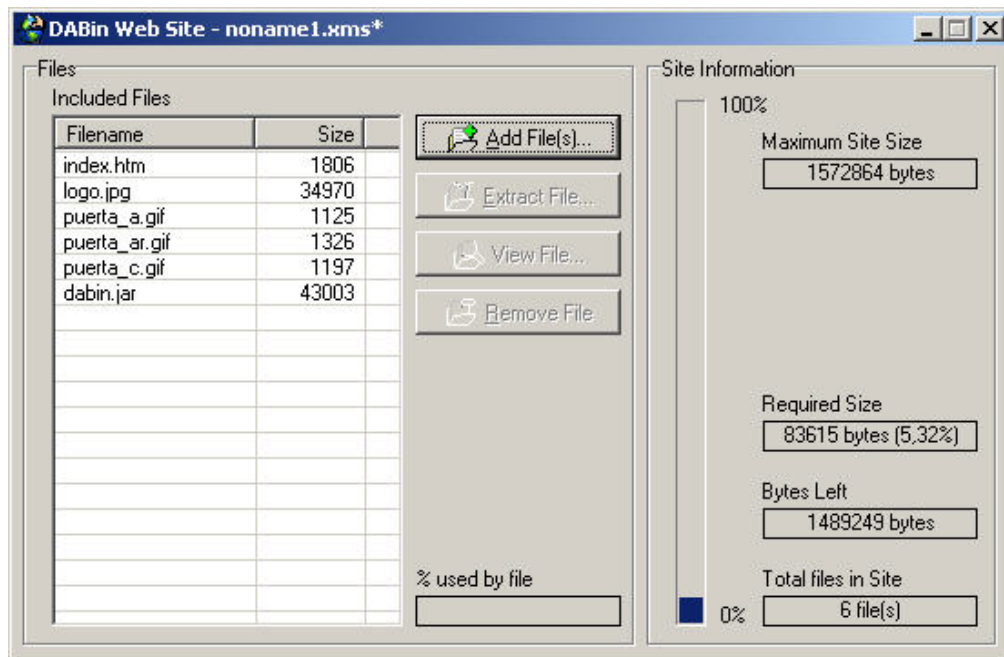 DABin Web Site - noname1.xms*
Files
Included Files
Filename Size
index.htm 1806
logo.jpg 34970
puerta_a.gif 1125
puerta_ar.gif 1326
puerta_c.gif 1197
dabin.jar 43003
Add File(s)...
Extract File...
View File...
Remove File
% used by file
Site Information
100%
Maximum Site Size
1572864 bytes
Required Size
83615 bytes (5,32%)
Bytes Left
1489249 bytes
Total files in Site
0% 6 file(s)